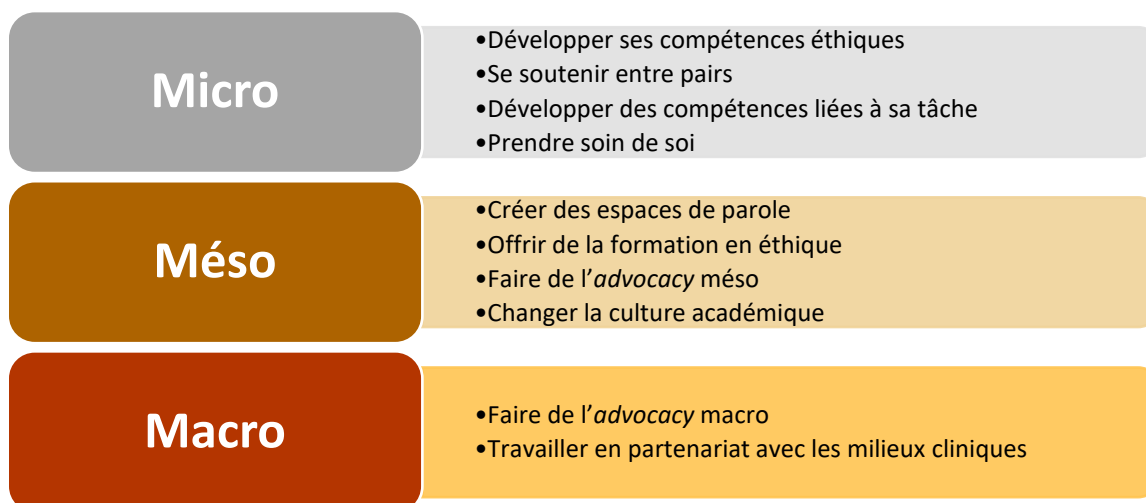 Micro
•Développer ses compétences éthiques
•Se soutenir entre pairs
•Développer des compétences liées à sa tâche
•Prendre soin de soi
Méso
•Créer des espaces de parole
•Offrir de la formation en éthique
•Faire de l’advocacy méso
•Changer la culture académique
Macro
•Faire de l’advocacy macro
•Travailler en partenariat avec les milieux cliniques